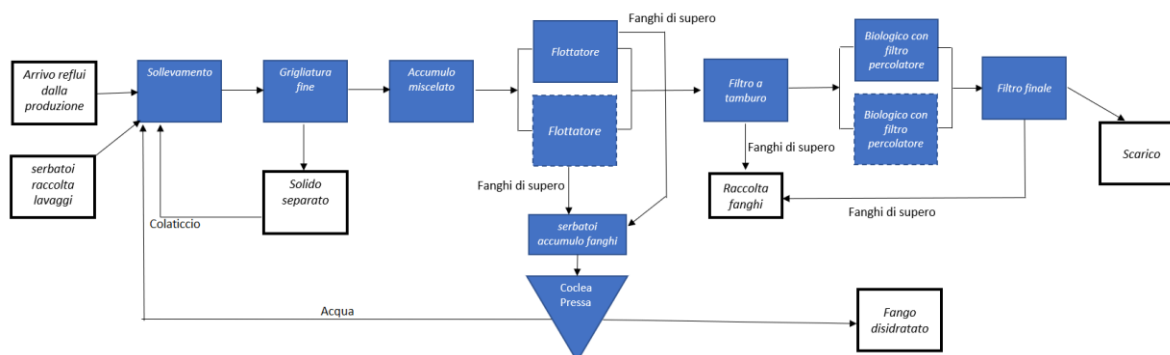 Fanghi di supero
Arrivo reflui
dalla
produzione
Sollevamento
Grigliatura
fine
Accumulo
miscelato
Flottatore
Flottatore
Filtro a
tamburo
Biologico con
filtro
percolatore
Biologico con
filtro
percolatore
Filtro finale
Scarico
serbatoi
raccolta
lavaggi
Colaticcio
Solido
separato
Fanghi di supero
Fanghi di supero
Raccolta
fanghi
Fanghi di supero
serbatoi
accumulo fanghi
Coclea
Pressa
Acqua
Fango
disidratato